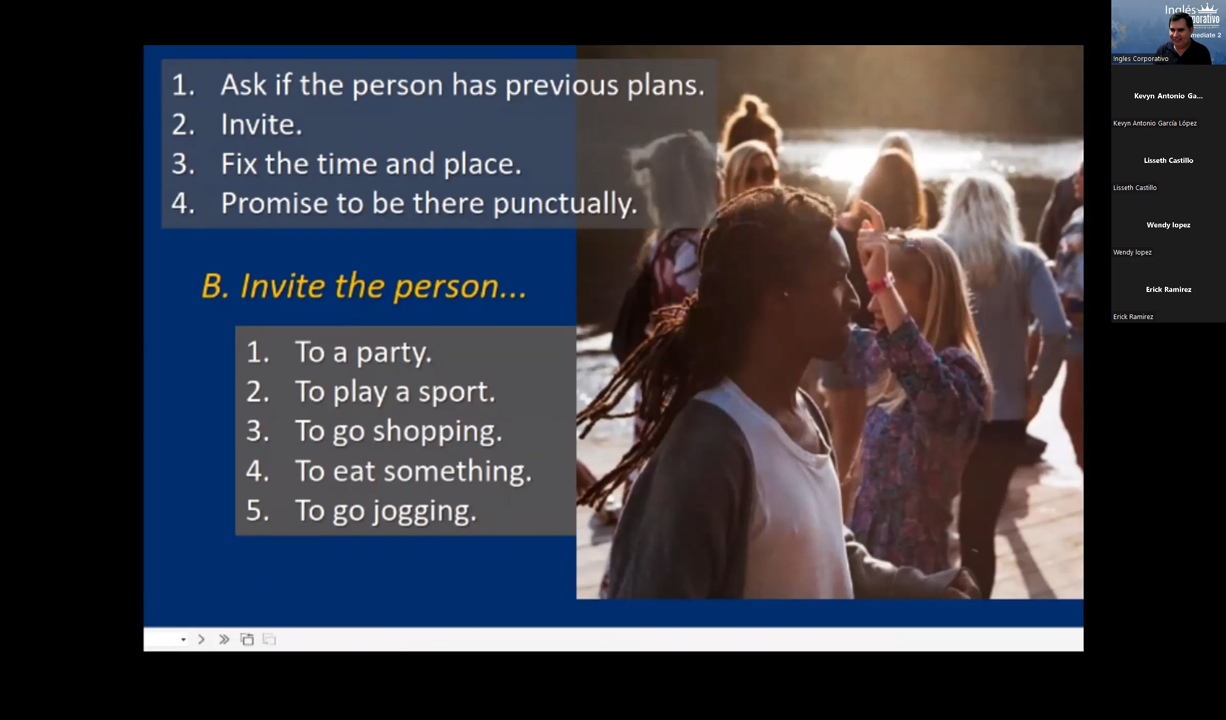 1. Ask if the person has previous plans.
2. Invite.
3. Fix the time and place.
4. Promise to be there punctually.
B. Invite the person...
1. To a party.
2. To play a sport.
3. To go shopping.
4. To eat something.
5. To go jogging.
Inglés
mediate 2
Ingles Corporativo
Kevyn Antonio Ga...
Kevyn Antonio García López
Lisseth Castillo
Lisseth Castillo
Wendy lopez
Wendy lopez
Erick Ramirez
Erick Ramirez